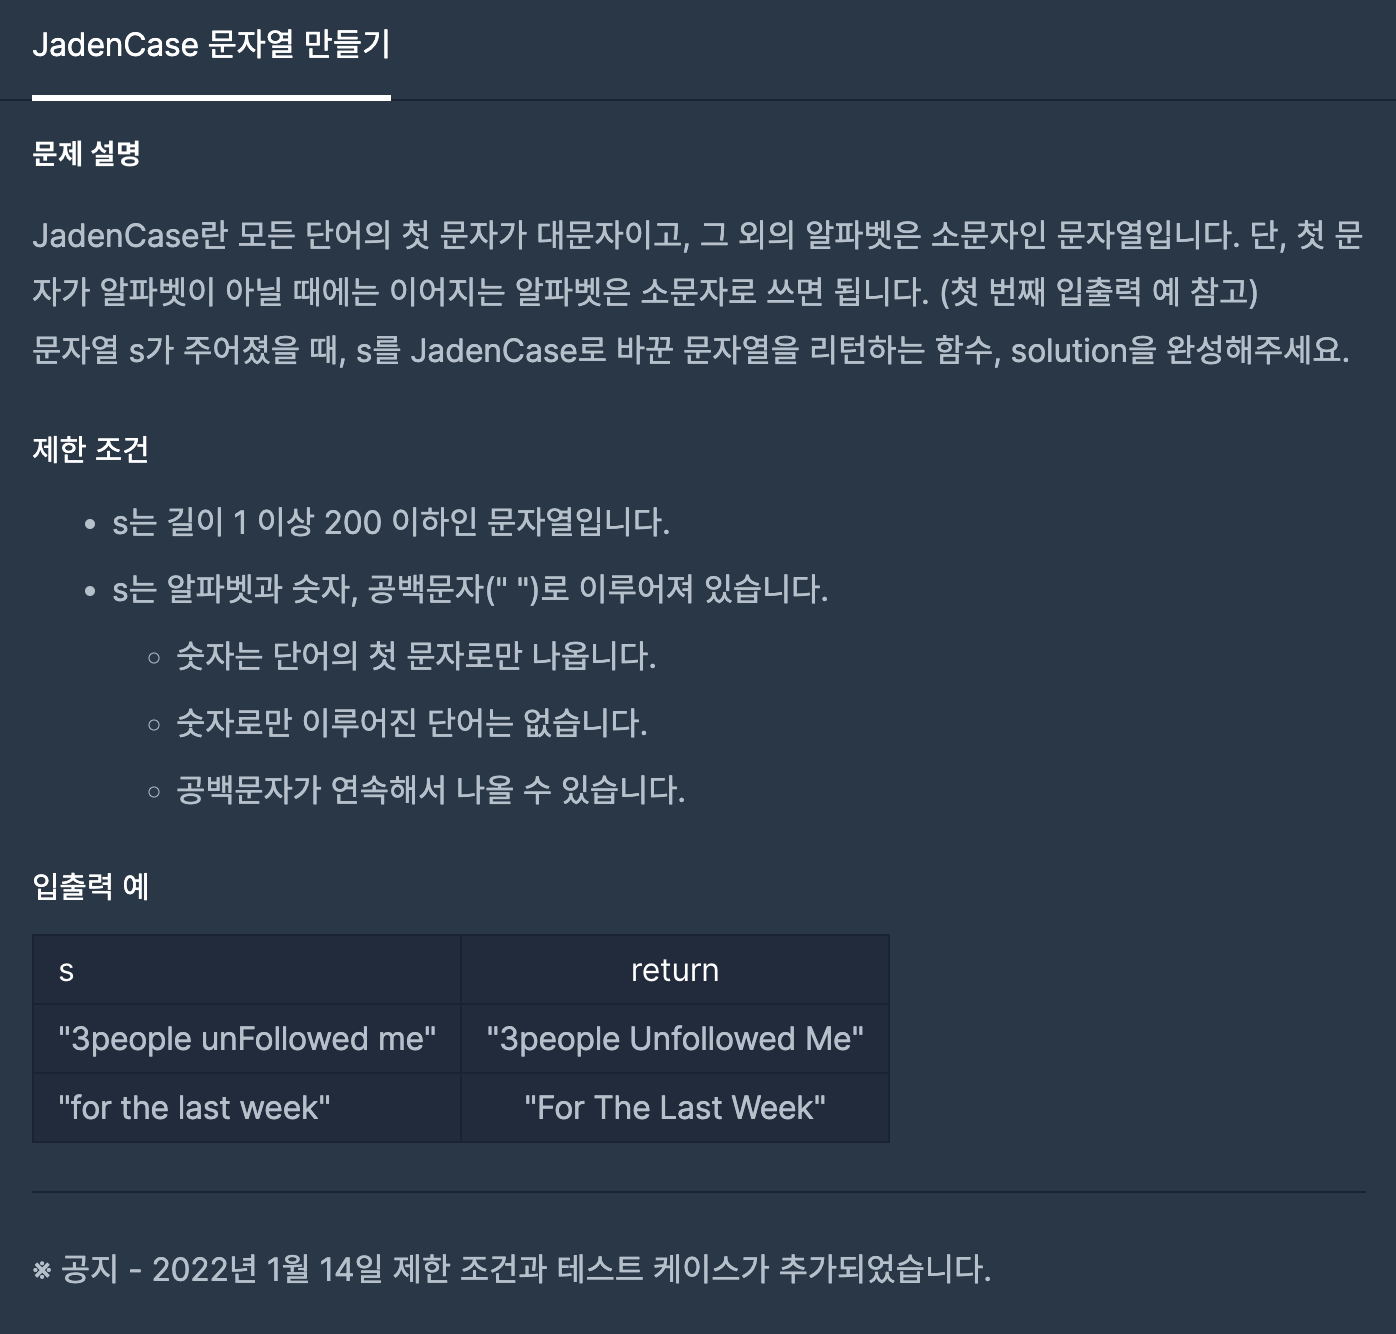 JadenCase 문자열 만들기
문제 설명
JadenCase란 모든 단어의 첫 문자가 대문자이고, 그 외의 알파벳은 소문자인 문자열입니다. 단, 첫 문
자가 알파벳이 아닐 때에는 이어지는 알파벳은 소문자로 쓰면 됩니다. (첫 번째 입출력 예 참고)
문자열 s가 주어졌을 때, s를 JadenCase로 바꾼 문자열을 리턴하는 함수, solution을 완성해주세요.
제한 조건
• s는 길이 1 이상 200 이하인 문자열입니다.
• s는 알파벳과 숫자, 공백문자(" ")로 이루어져 있습니다.
◦ 숫자는 단어의 첫 문자로만 나옵니다.
◦ 숫자로만 이루어진 단어는 없습니다.
◦ 공백문자가 연속해서 나올 수 있습니다.
입출력 예
s return
"3people unFollowed me" "3people Unfollowed Me"
"for the last week" "For The Last Week"
※ 공지 - 2022년 1월 14일 제한 조건과 테스트 케이스가 추가되었습니다.